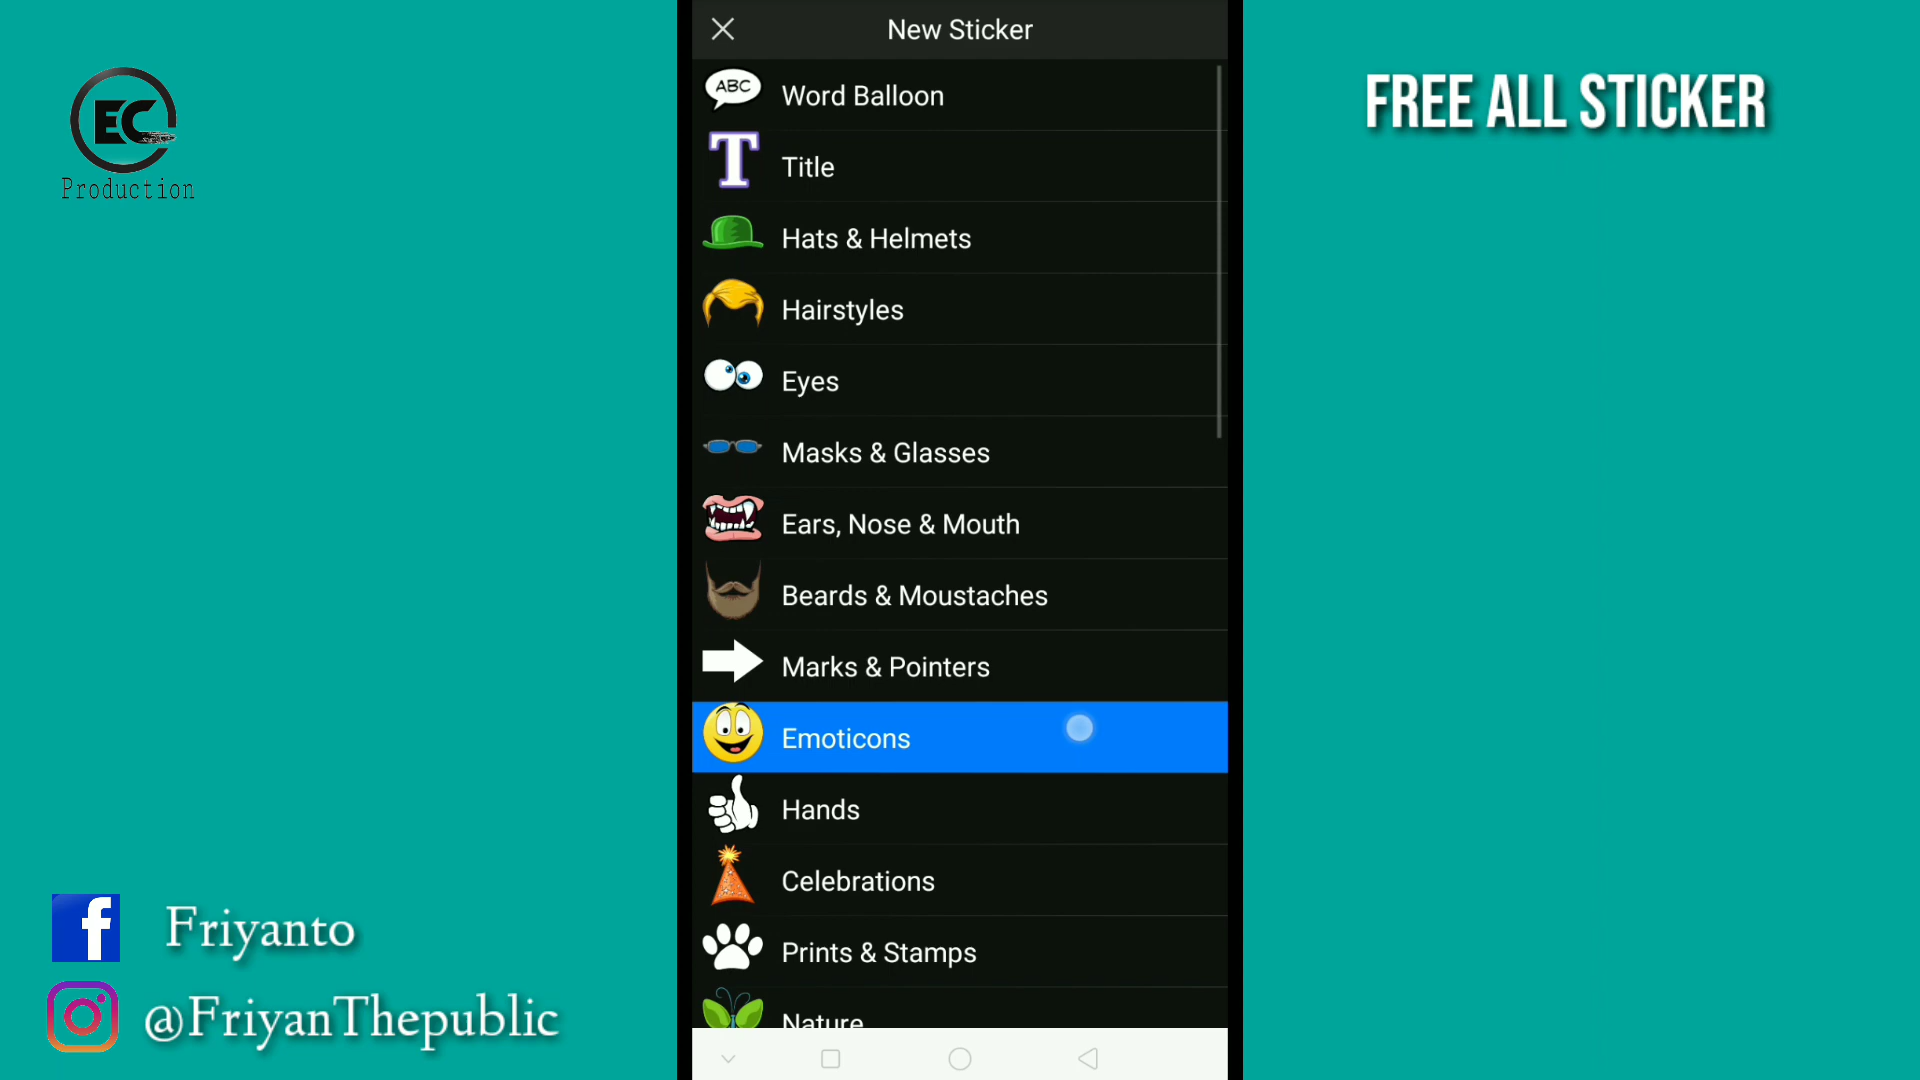 EC
Production
New Sticker
FREE ALL STICKER
ABC
Word Balloon
T
Title
Hats & Helmets
Hairstyles
Eyes
Masks & Glasses
Ears, Nose & Mouth
Beards & Moustaches
Marks & Pointers
Emoticons
Hands
Celebrations
Prints & Stamps
Nature
f
Friyanto
@FriyanThepublic